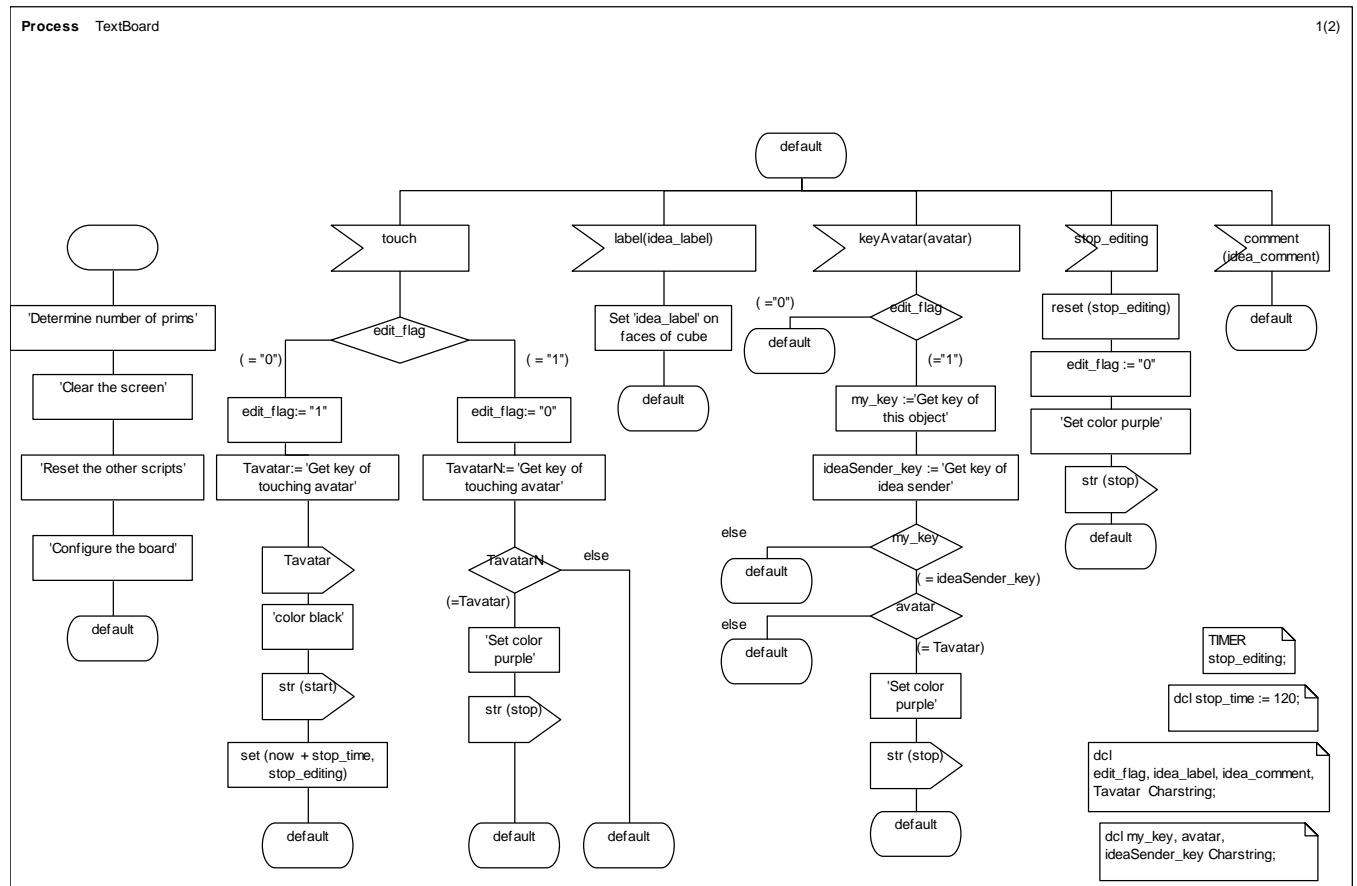 Process TextBoard
1(2)
default
touch
label(idea_label)
keyAvatar(avatar)
stop_editing
comment
(idea_comment)
'Determine number of prims'
'Clear the screen'
'Reset the other scripts'
'Configure the board'
default
edit_flag
( = "0")
( = "1")
edit_flag:= "1"
Tavatar:= 'Get key of
touching avatar'
Tavatar
'color black'
str (start)
set (now + stop_time,
stop_editing)
default
edit_flag:= "0"
TavatarN:= 'Get key of
touching avatar'
TavatarN
else
(=Tavatar)
'Set color
purple'
str (stop)
default
default
Set 'idea_label' on
faces of cube
default
edit_flag
( ="0")
default
(="1")
my_key :='Get key of
this object'
ideaSender_key := 'Get key of
idea sender'
my_key
else
default
( = ideaSender_key)
avatar
else
default
(= Tavatar)
'Set color
purple'
str (stop)
default
reset (stop_editing)
edit_flag := "0"
'Set color purple'
str (stop)
default
default
TIMER
stop_editing;
dcl stop_time := 120;
dcl
edit_flag, idea_label, idea_comment,
Tavatar Charstring;
dcl my_key, avatar,
ideaSender_key Charstring;